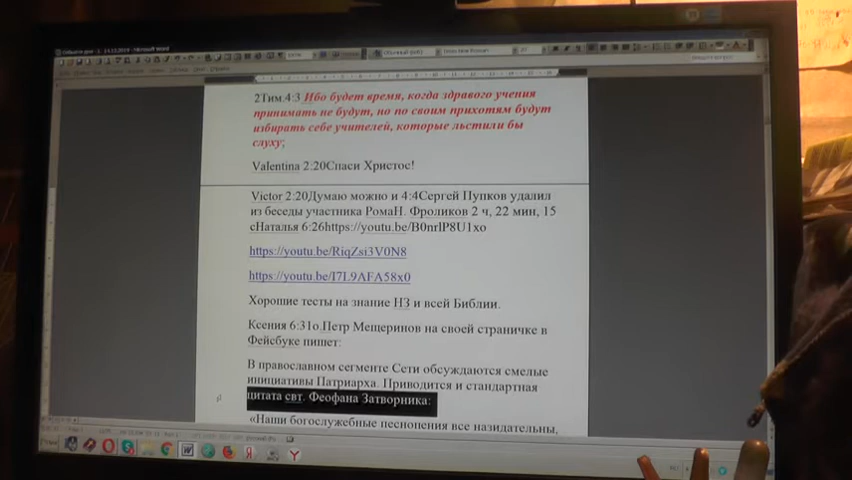 2Тим.4:3 Ибо будет время, когда здравого учения
принимать не будут, но по своим прихотям будут
избирать себе учителей, которые льстили бы
слуху;
Valentina 2:20Спаси Христос!
Victor 2:20Думаю можно и 4:4Сергей Пупков удалил
из беседы участника РомаН. Фроликов 2 ч, 22 мин, 15
сНаталья 6:26https://youtu.be/B0nrlP8U1xo
https://youtu.be/RiqZsi3V0N8
https://youtu.be/I7L9AFA58x0
Хорошие тесты на знание НЗ и всей Библии.
Ксения 6:31о.Петр Мещеринов на своей страничке в
Фейсбуке пишет:
В православном сегменте Сети обсуждаются смелые
инициативы Патриарха. Приводится и стандартная
цитата свт. Феофана Затворника:
«Наши богослужебные песнопения все назидательны,